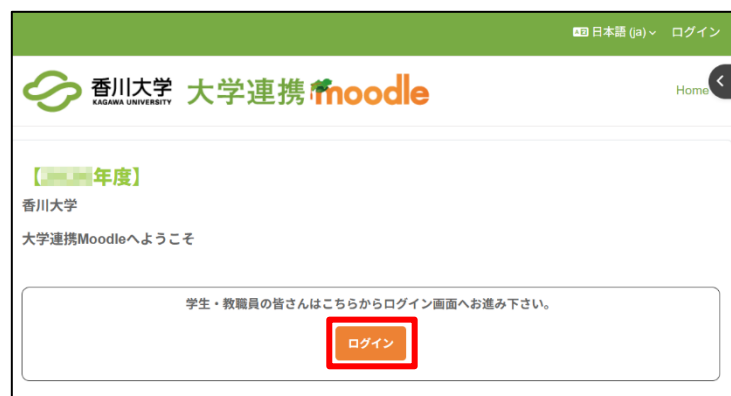 日本語 (ja) ログイン
香川大学 大学連携 moodle
KAGAWA UNIVERSITY
Home
【 年度】
香川大学
大学連携Moodleへようこそ
学生・教職員の皆さんはこちらからログイン画面へお進み下さい。
ログイン